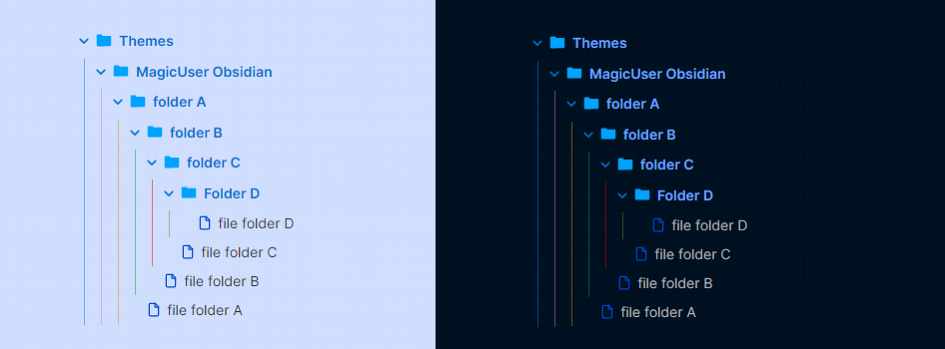 Themes
MagicUser Obsidian
folder A
folder B
folder C
Folder D
file folder D
file folder C
file folder B
file folder A
Themes
MagicUser Obsidian
folder A
folder B
folder C
Folder D
file folder D
file folder C
file folder B
file folder A